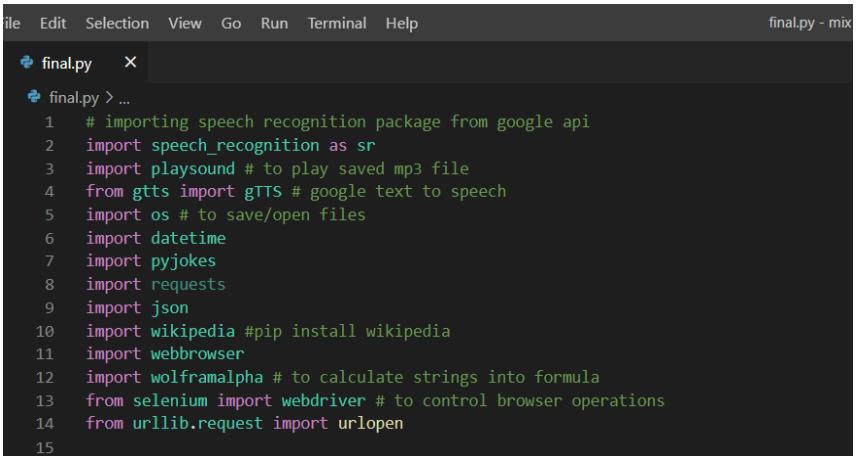 ile Edit Selection View Go Run Terminal Help final.py - mix
final.py ×
final.py > ...
1 # importing speech recognition package from google api
2 import speech_recognition as sr
3 import playsound # to play saved mp3 file
4 from gtts import gTTS # google text to speech
5 import os # to save/open files
6 import datetime
7 import pyjokes
8 import requests
9 import json
10 import wikipedia #pip install wikipedia
11 import webbrowser
12 import wolframalpha # to calculate strings into formula
13 from selenium import webdriver # to control browser operations
14 from urllib.request import urlopen
15